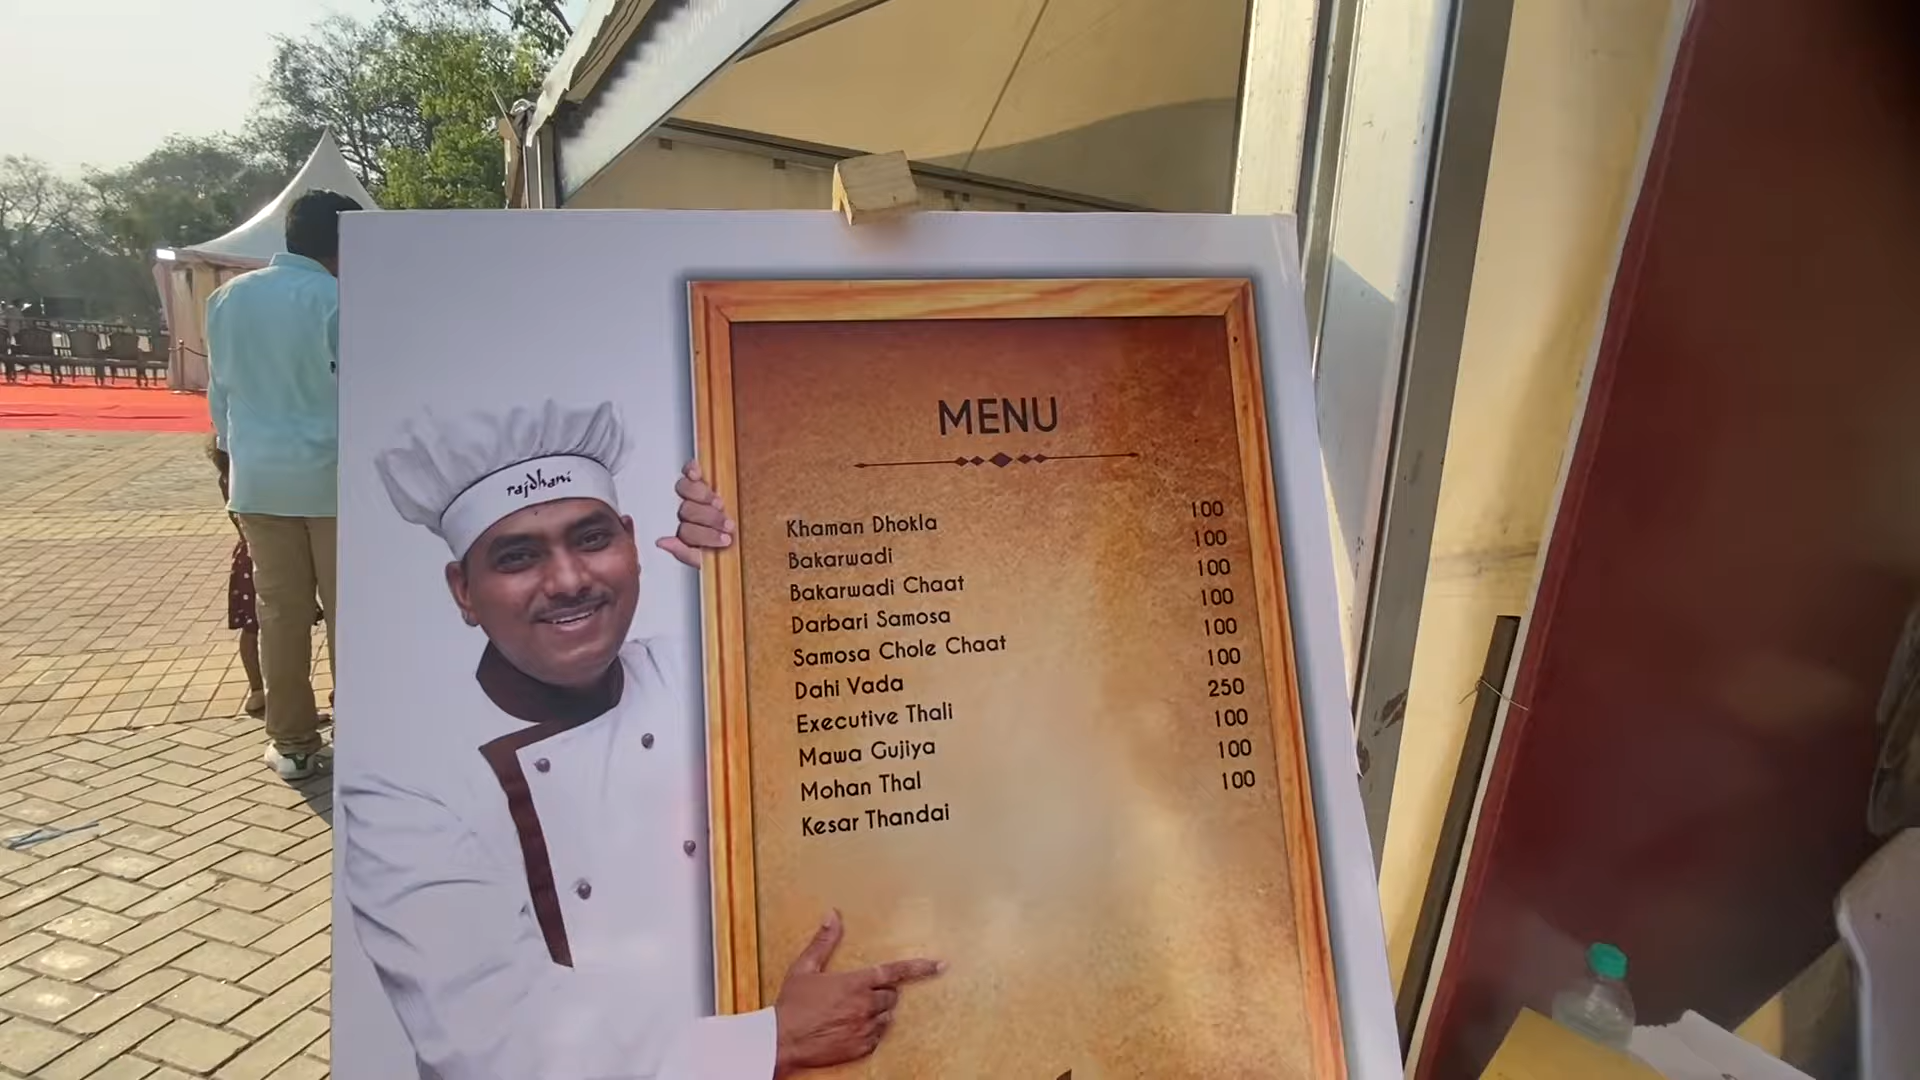 rajdhani
MENU
Khaman Dhokla 100
Bakarwadi 100
Bakarwadi Chaat 100
Darbari Samosa 100
Samosa Chole Chaat 100
Dahi Vada 100
Executive Thali 250
Mawa Gujiya 100
Mohan Thal 100
Kesar Thandai 100